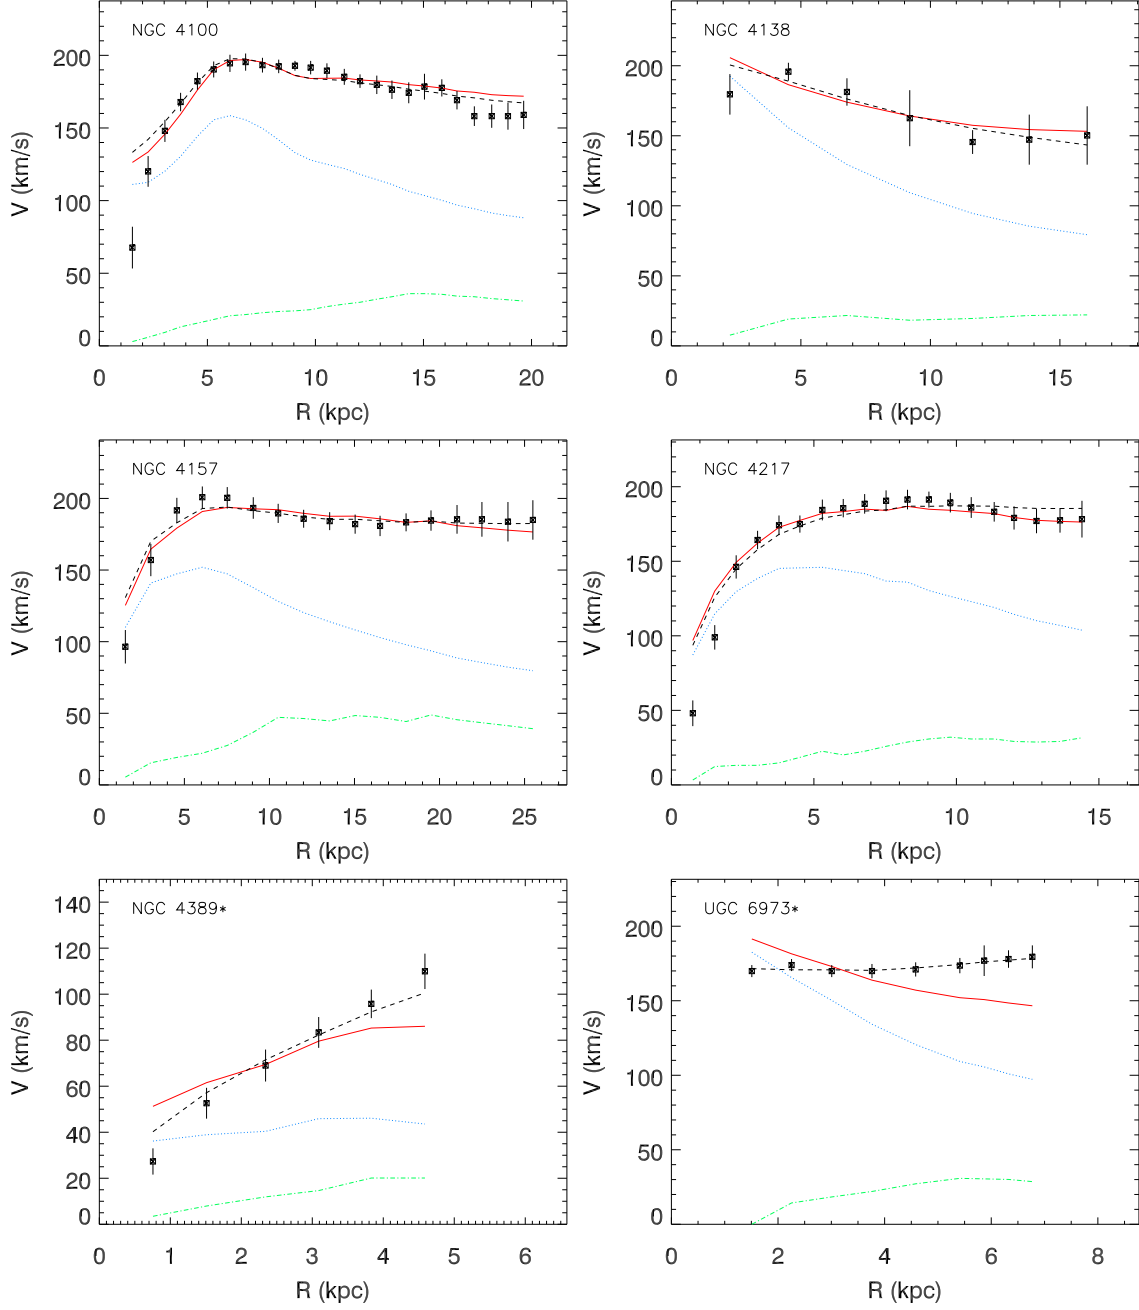 NGC 4100
200
150
100
50
0
V (km/s)
0 5 10 15 20
R (kpc)
NGC 4138
200
150
100
50
0
V (km/s)
0 5 10 15
R (kpc)
NGC 4157
200
150
100
50
0
V (km/s)
0 5 10 15 20 25
R (kpc)
NGC 4217
200
150
100
50
0
V (km/s)
0 5 10 15
R (kpc)
NGC 4389*
140
120
100
80
60
40
20
0
V (km/s)
0 1 2 3 4 5 6
R (kpc)
UGC 6973*
200
150
100
50
0
V (km/s)
0 2 4 6 8
R (kpc)